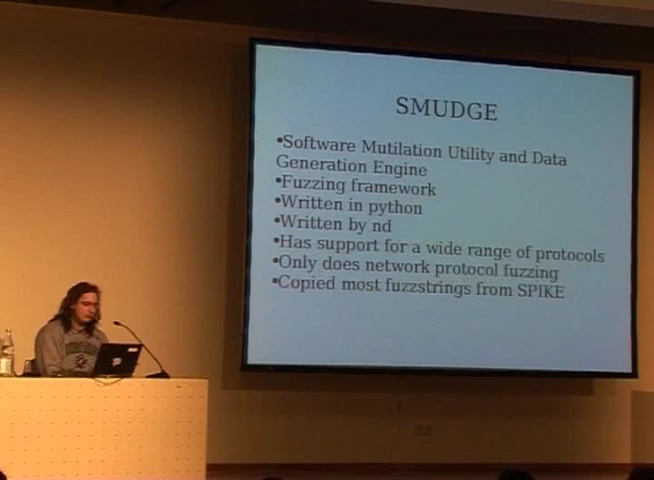 SMUDGE
•Software Mutilation Utility and Data
Generation Engine
•Fuzzing framework
•Written in python
•Written by nd
•Has support for a wide range of protocols
•Only does network protocol fuzzing
•Copied most fuzzstrings from SPIKE